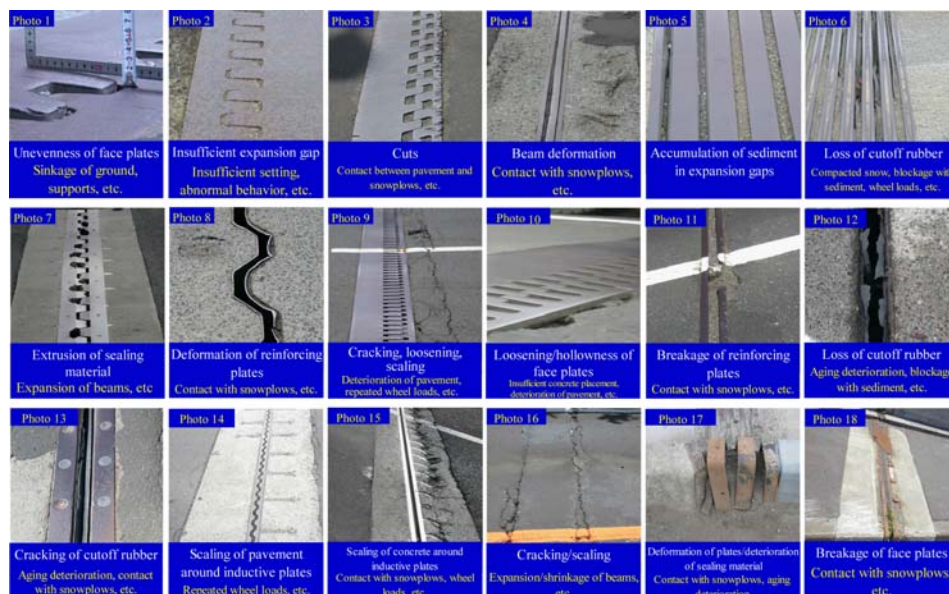 Photo 1
Unevenness of face plates
Sinkage of ground,
supports, etc.
Photo 2
Insufficient expansion gap
Insufficient setting,
abnormal behavior, etc.
Photo 3
Cuts
Contact between pavement and
snowplows, etc.
Photo 4
Beam deformation
Contact with snowplows,
etc.
Photo 5
Accumulation of sediment
in expansion gaps
Photo 6
Loss of cutoff rubber
Compacted snow, blockage with
sediment, wheel loads, etc.
Photo 7
Extrusion of sealing
material
Expansion of beams, etc
Photo 8
Deformation of reinforcing
plates
Contact with snowplows, etc.
Photo 9
Cracking, loosening,
scaling
Deterioration of pavement,
repeated wheel loads, etc.
Photo 10
Loosening/hollowness of
face plates
Insufficient concrete placement,
deterioration of pavement, etc.
Photo 11
Breakage of reinforcing
plates
Contact with snowplows, etc.
Photo 12
Loss of cutoff rubber
Aging deterioration, blockage
with sediment, etc.
Photo 13
Cracking of cutoff rubber
Aging deterioration, contact
with snowplows, etc.
Photo 14
Scaling of pavement
around inductive plates
Repeated wheel loads, etc.
Photo 15
Scaling of concrete around
inductive plates
Contact with snowplows, wheel
loads, etc.
Photo 16
Cracking/scaling
Expansion/shrinkage of beams,
etc.
Photo 17
Deformation of plates/deterioration
of sealing material
Contact with snowplows, aging
deterioration
Photo 18
Breakage of face plates
Contact with snowplows,
etc.